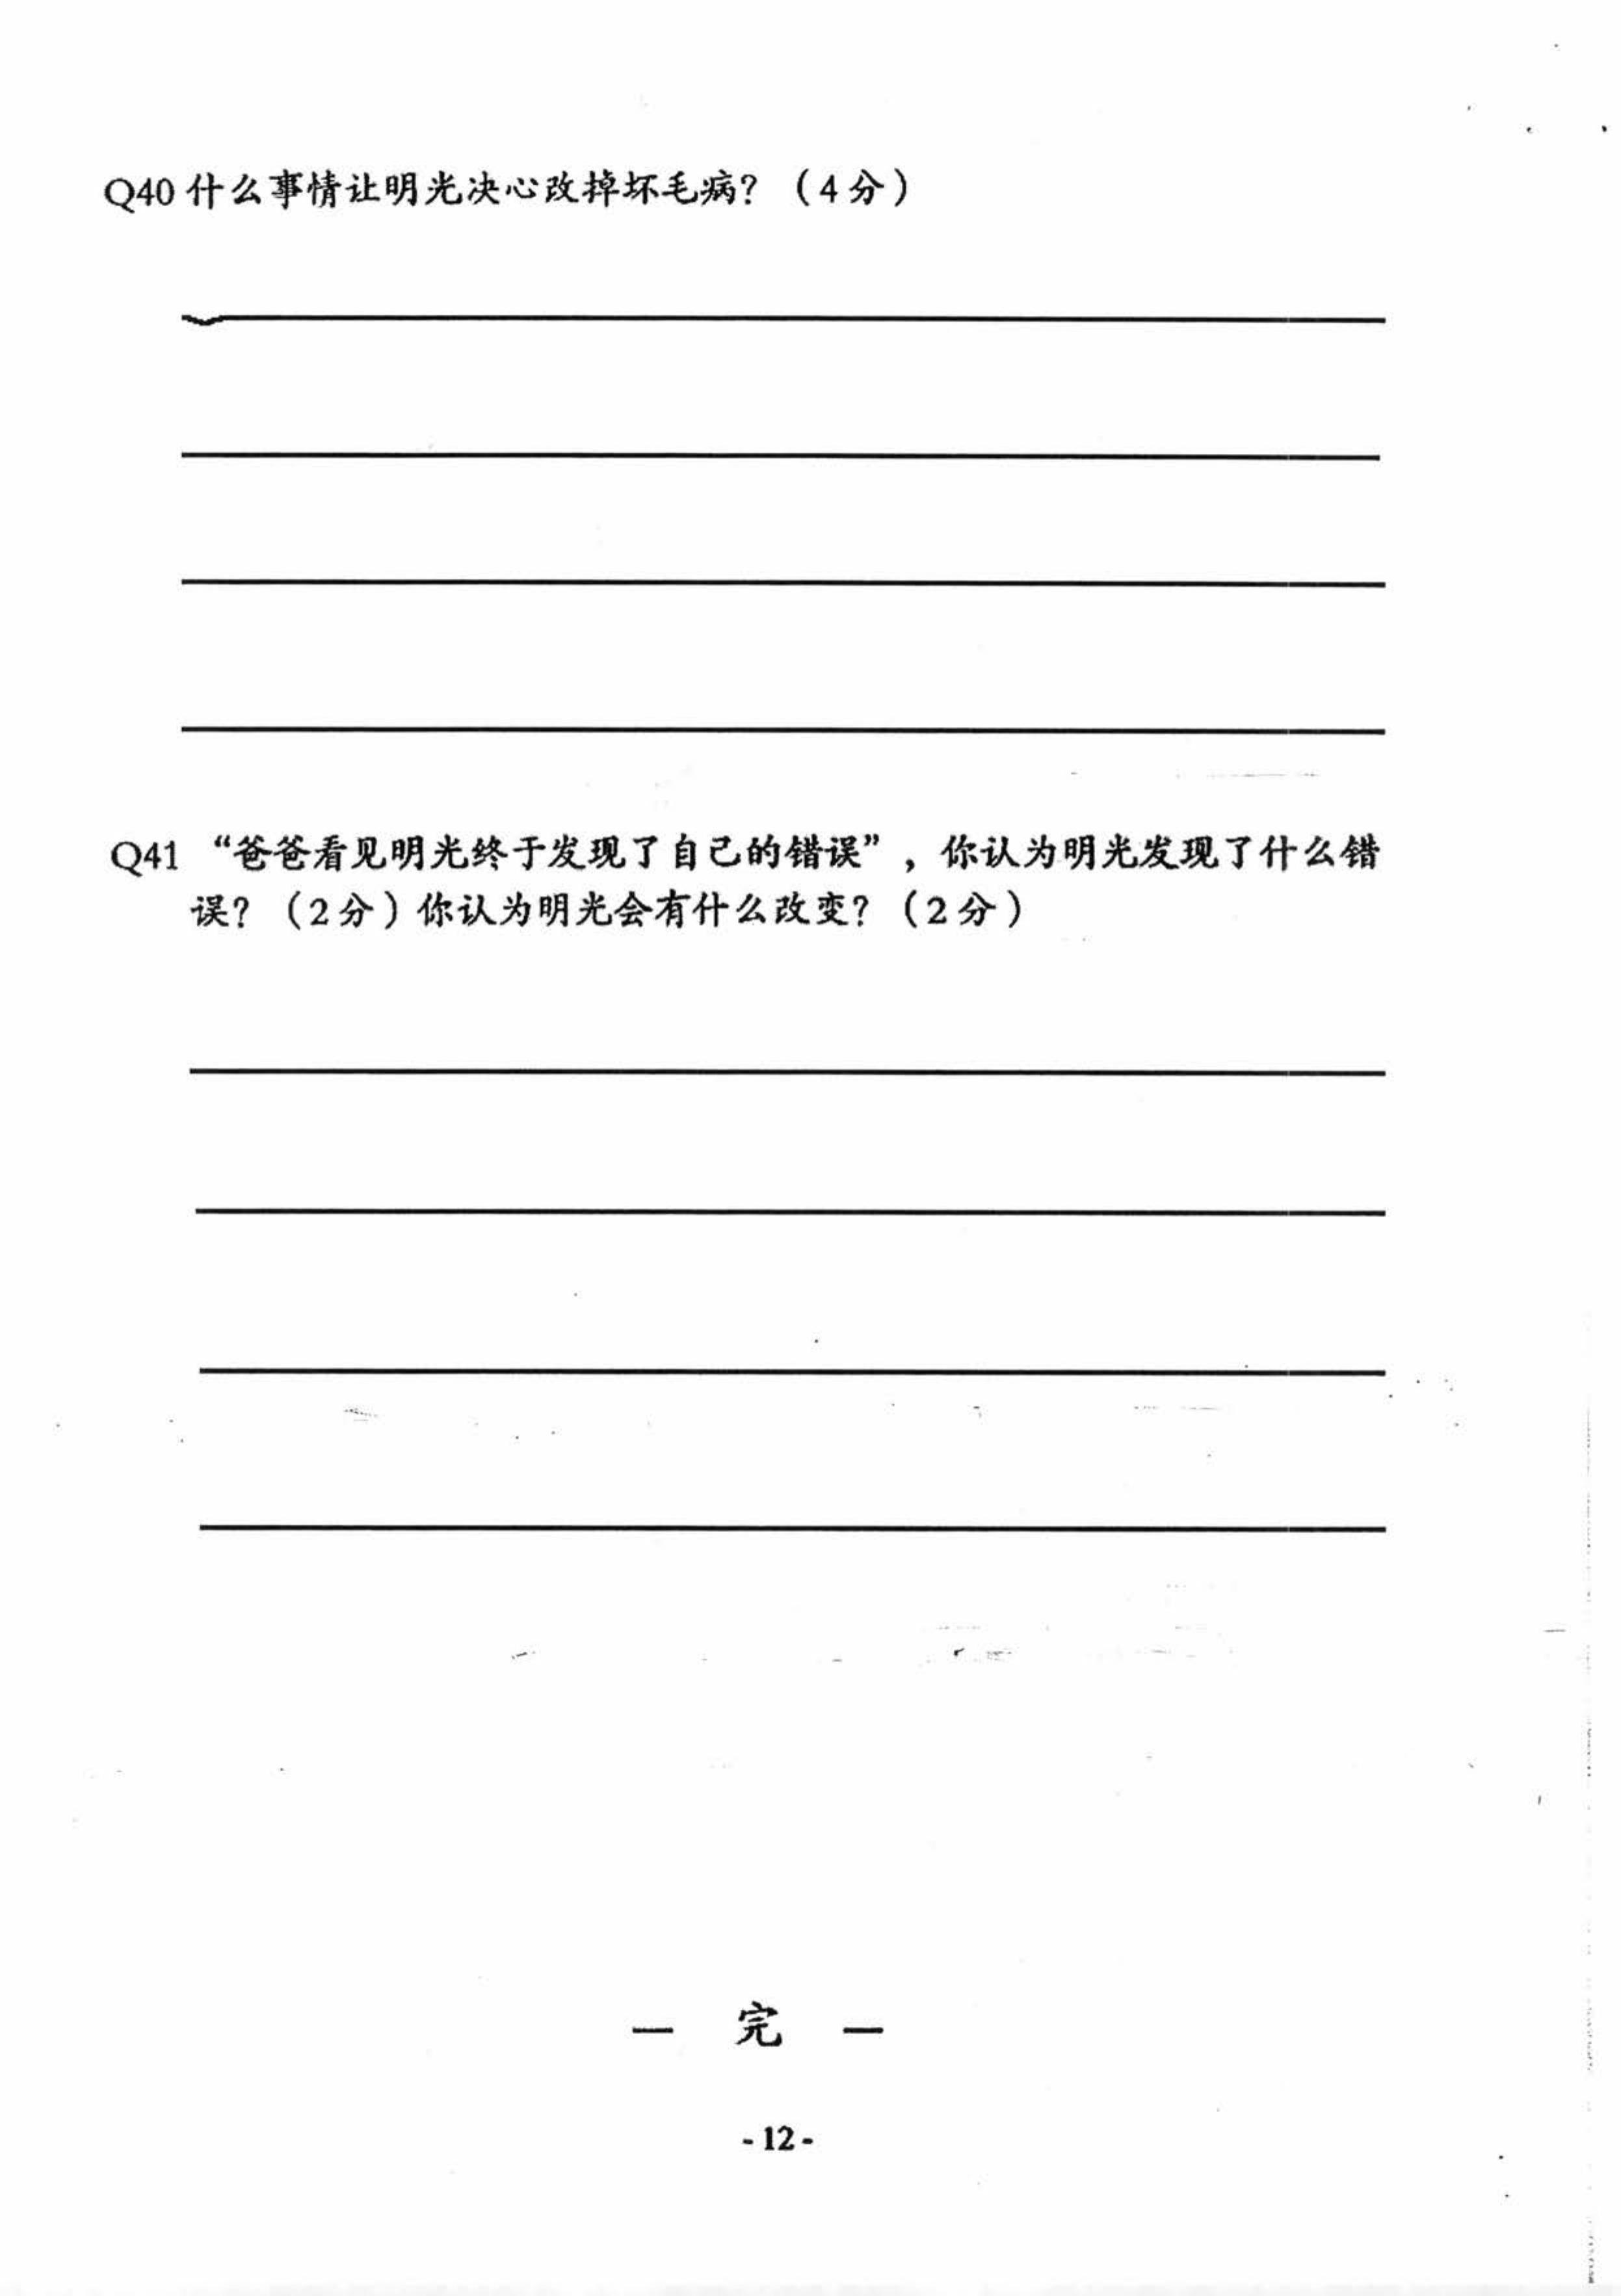 Q40 什么事情让明光决心改掉坏毛病？（4分）
Q41 “爸爸看见明光终于发现了自己的错误”，你认为明光发现了什么错
误？（2分）你认为明光会有什么改变？（2分）
— 完 —
- 12 -